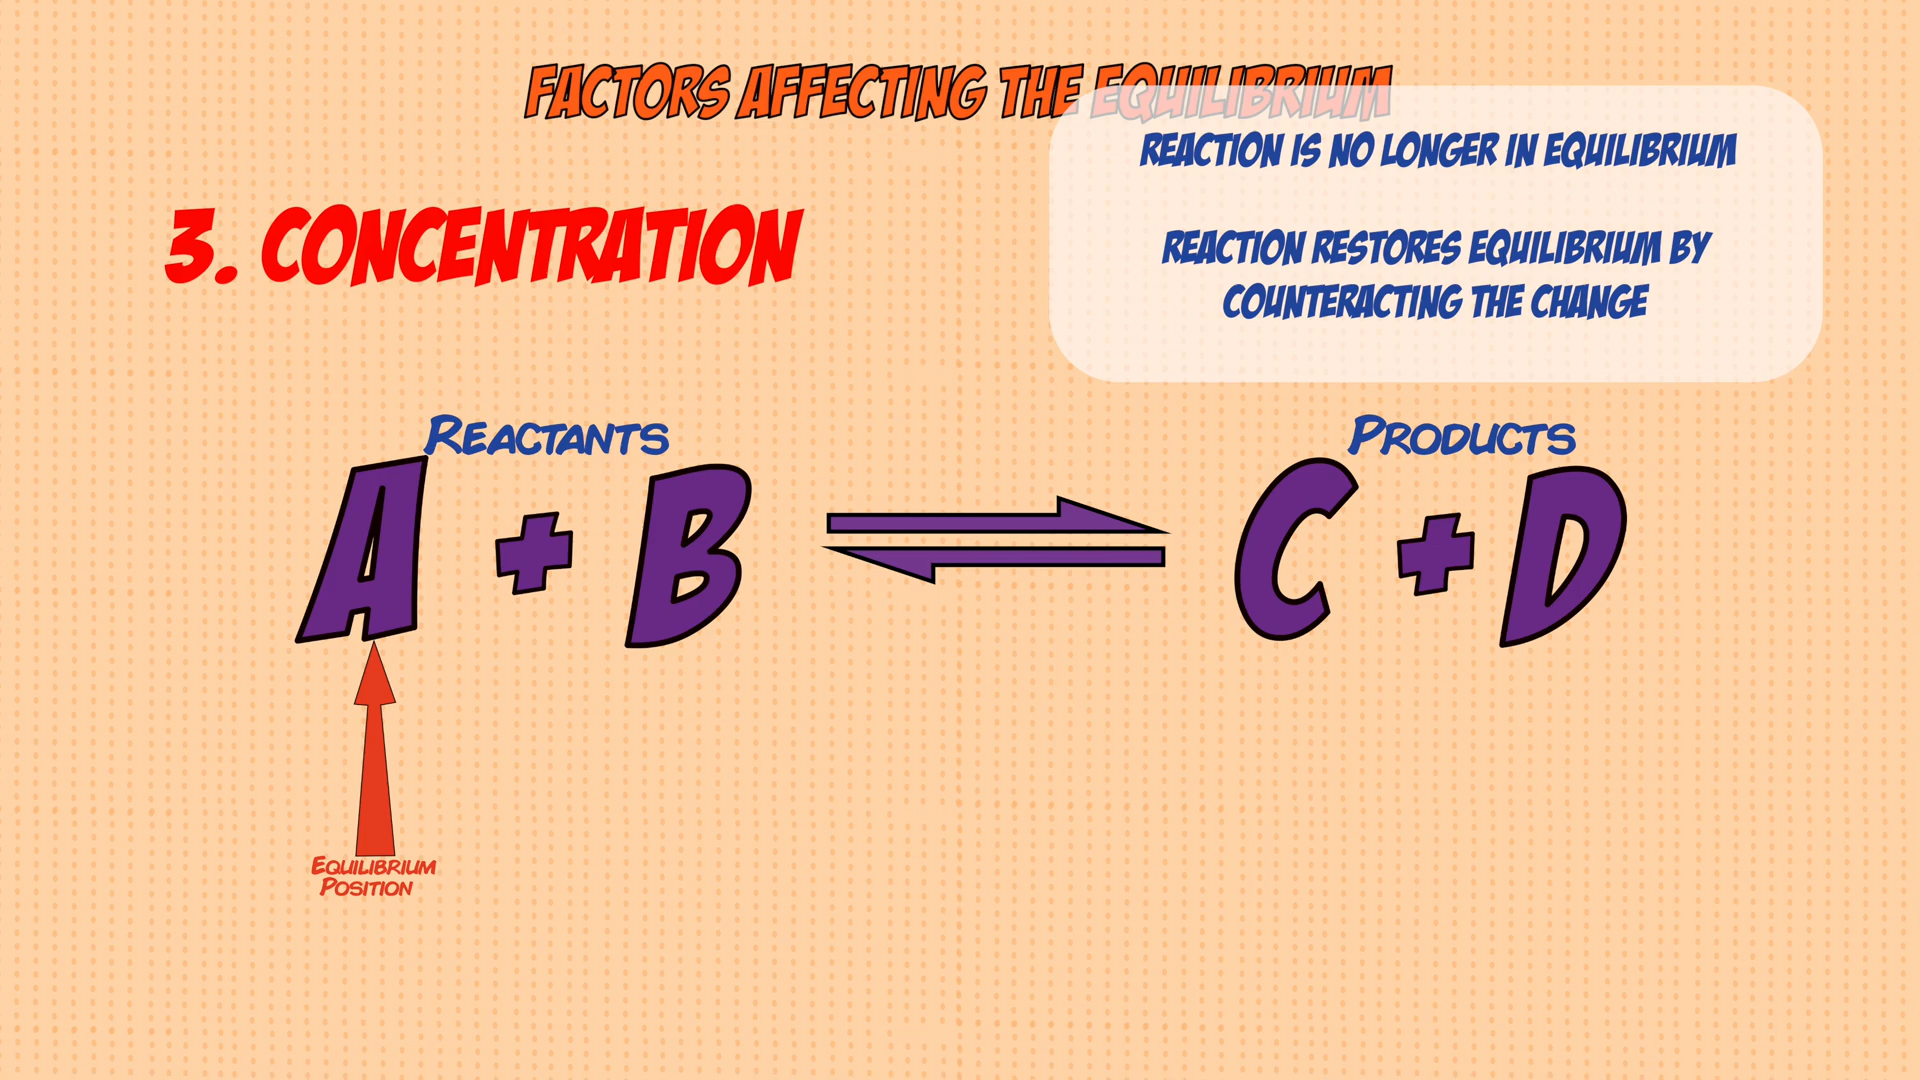 FACTORS AFFECTING THE EQUILIBRIUM
REACTION IS NO LONGER IN EQUILIBRIUM
REACTION RESTORES EQUILIBRIUM BY
COUNTERACTING THE CHANGE
3. CONCENTRATION
REACTANTS
PRODUCTS
A + B ⇌ C + D
EQUILIBRIUM
POSITION